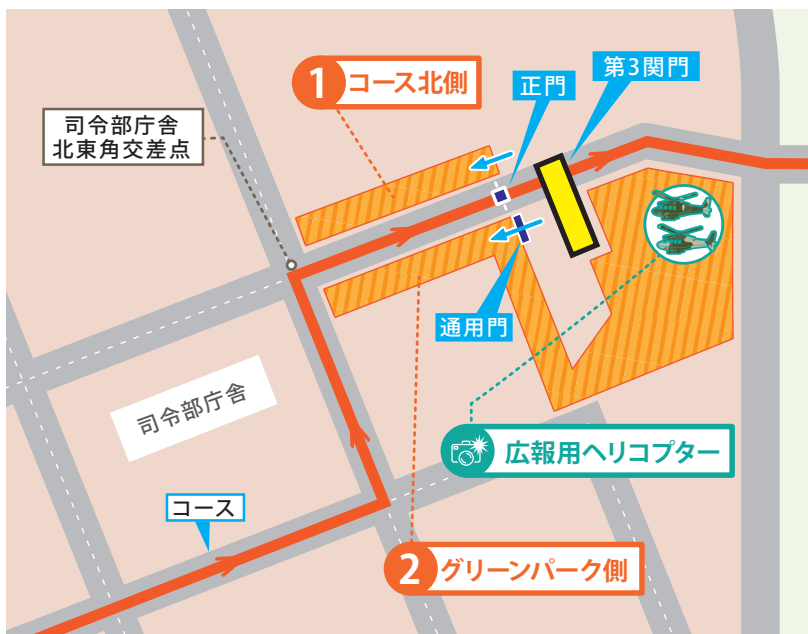 1 コース北側
正門
第3関門
司令部庁舎
北東角交差点
通用門
司令部庁舎
広報用ヘリコプター
コース
2 グリーンパーク側